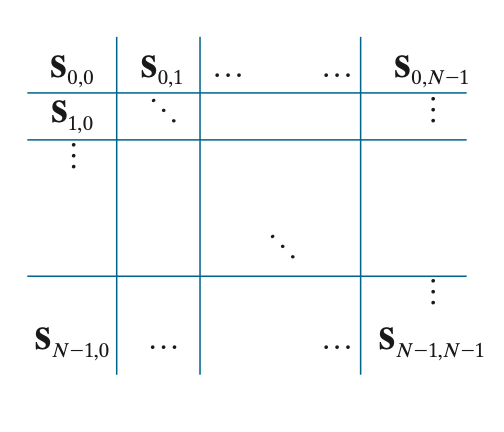 S0,0 S0,1 ... ... S0,N−1
S1,0 ⋱ ⋮
⋮
⋱
⋮
SN−1,0 ... ... SN−1,N−1